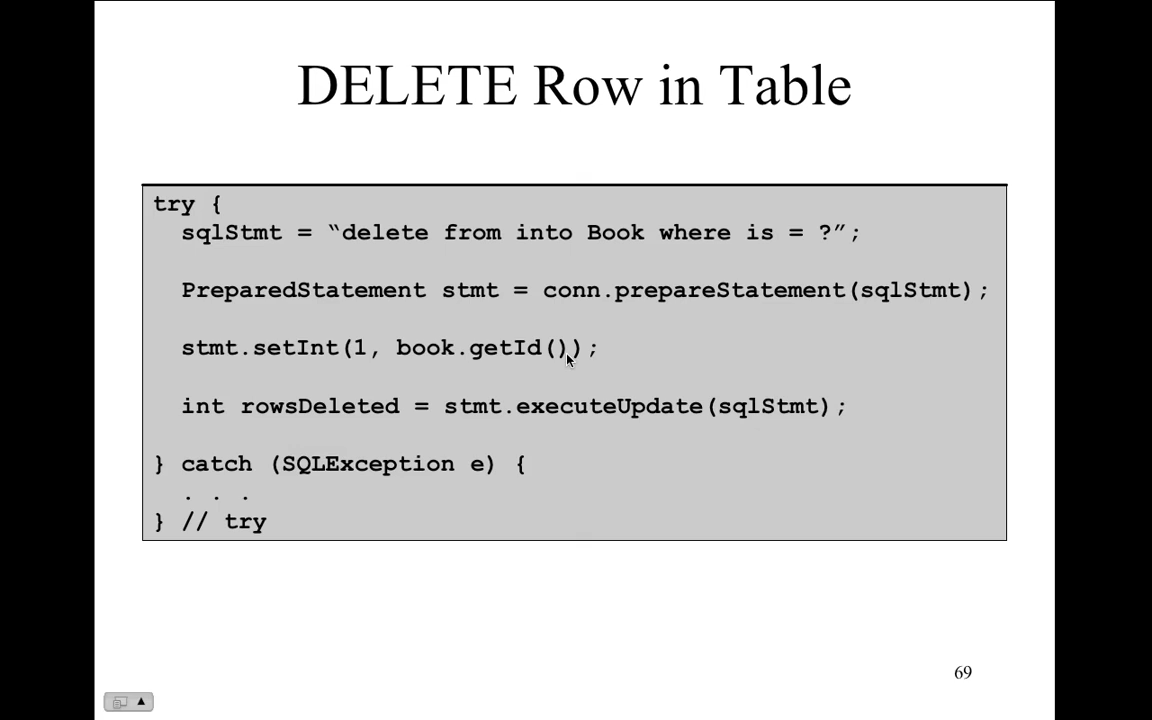 DELETE Row in Table
try {
sqlStmt = “delete from into Book where is = ?”;
PreparedStatement stmt = conn.prepareStatement(sqlStmt);
stmt.setInt(1, book.getId());
int rowsDeleted = stmt.executeUpdate(sqlStmt);
} catch (SQLException e) {
. . .
} // try
69